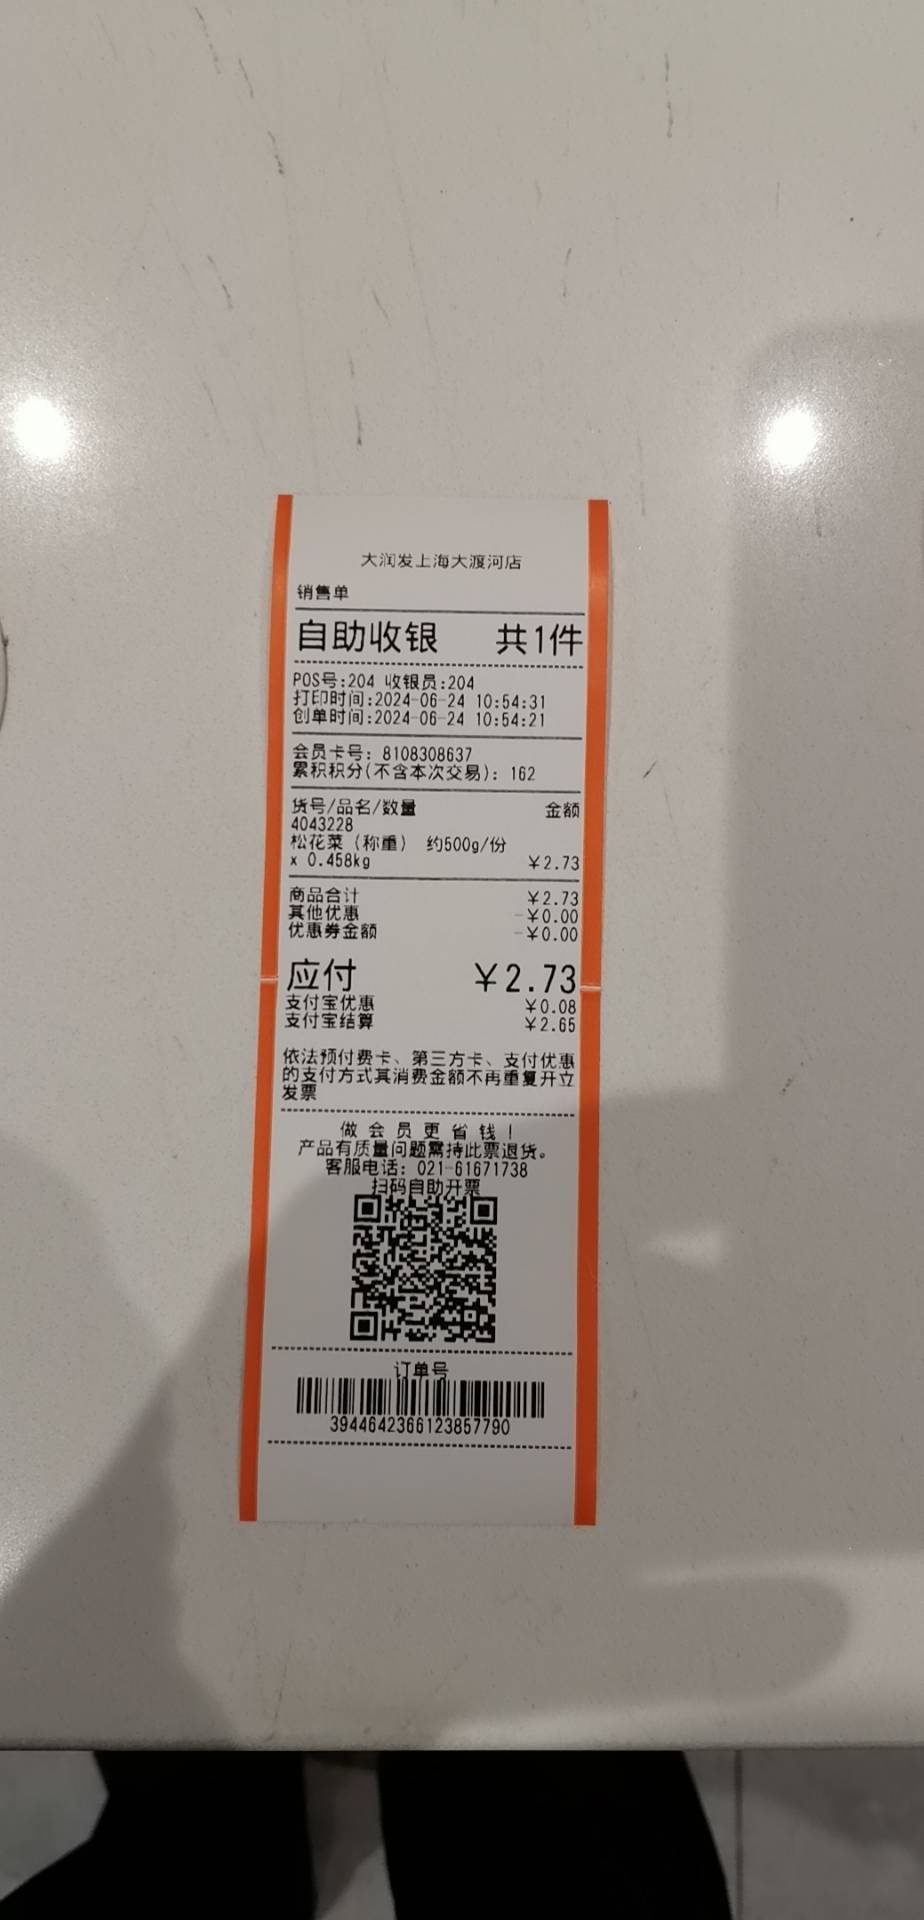 大润发上海大渡河店
销售单
自助收银 共1件
POS号:204 收银员:204
打印时间:2024-06-24 10:54:31
创单时间:2024-06-24 10:54:21
会员卡号: 8108308637
累积积分(不含本次交易): 162
货号/品名/数量 金额
4043228
松花菜（称重） 约500g/份
x 0.458kg ¥2.73
商品合计 ¥2.73
其他优惠 -¥0.00
优惠券金额 -¥0.00
应付 ¥2.73
支付宝优惠 ¥0.08
支付宝结算 ¥2.65
依法预付费卡、第三方卡、支付优惠
的支付方式其消费金额不再重复开立
发票
做会员更省钱！
产品有质量问题需持此票退货。
客服电话: 021-61671738
扫码自助开票
订单号
3944642366123857790